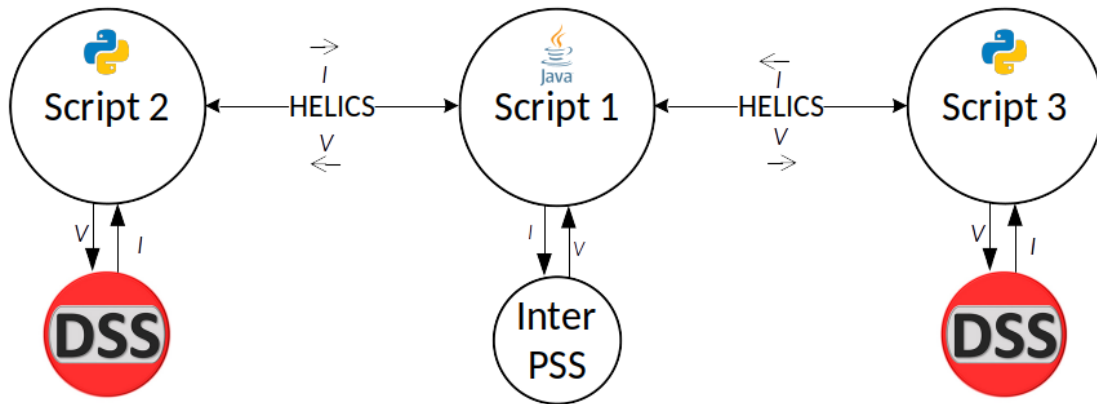 I
Java
I
Script 2
HELICS
Script 1
HELICS
Script 3
V
V
V
I
I
V
V
I
DSS
Inter
PSS
DSS